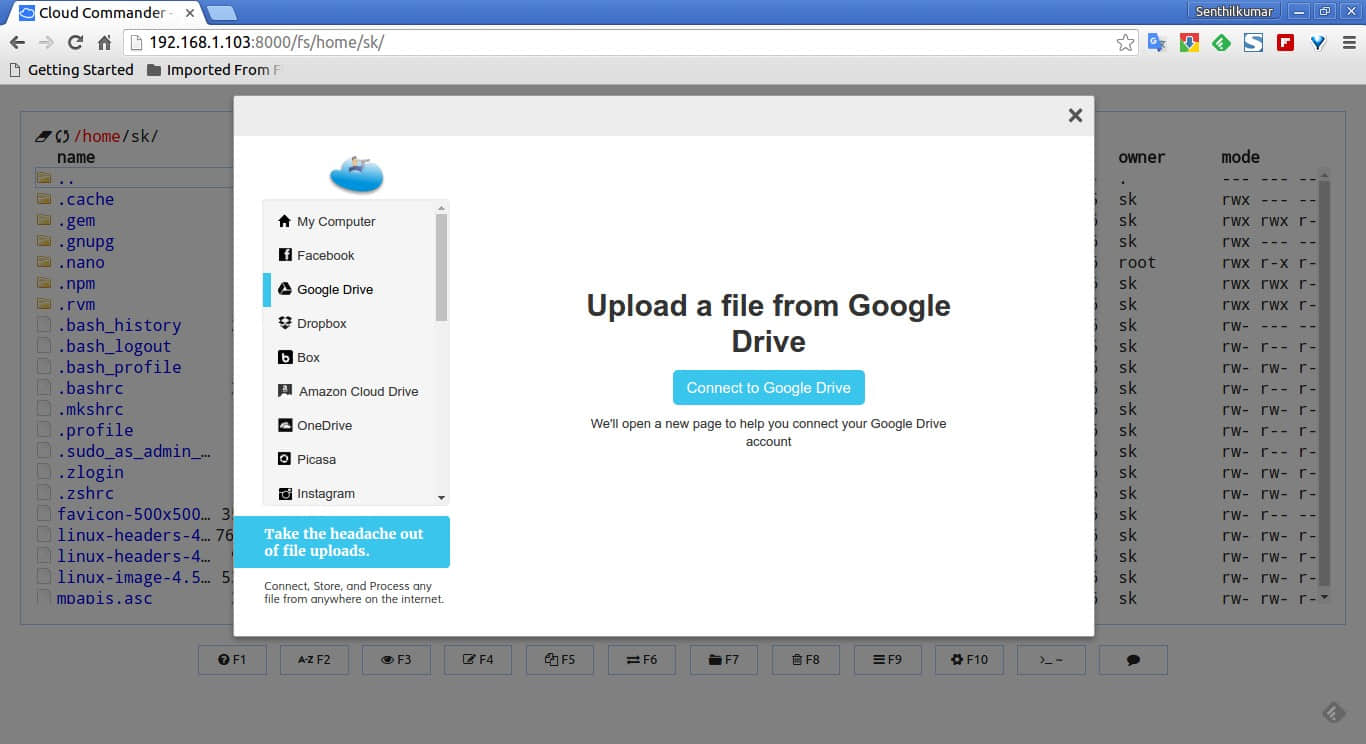 Cloud Commander -
Senthilkumar
192.168.1.103:8000/fs/home/sk/
Getting Started
Imported From F
/home/sk/
name
owner
mode
..
.
--- --- --
.cache
sk
rwx --- --
.gem
sk
rwx rwx r-
.gnupg
sk
rwx --- --
.nano
root
rwx r-x r-
.npm
sk
rwx rwx r-
.rvm
sk
rwx rwx r-
.bash_history
sk
rw- --- --
.bash_logout
sk
rw- r-- r-
.bash_profile
sk
rw- rw- r-
.bashrc
sk
rw- r-- r-
.mkshrc
sk
rw- rw- r-
.profile
sk
rw- r-- r-
.sudo_as_admin_…
sk
rw- r-- r-
.zlogin
sk
rw- rw- r-
.zshrc
sk
rw- rw- r-
favicon-500x500…
sk
rw- r-- --
linux-headers-4…
76
sk
rw- rw- r-
linux-headers-4…
sk
rw- rw- r-
linux-image-4.5…
sk
rw- rw- r-
mpapis.asc
sk
rw- rw- r-
My Computer
Facebook
Google Drive
Dropbox
Box
Amazon Cloud Drive
OneDrive
Picasa
Instagram
Take the headache out
of file uploads.
Connect, Store, and Process any
file from anywhere on the internet.
Upload a file from Google
Drive
Connect to Google Drive
We'll open a new page to help you connect your Google Drive
account
F1
A-Z F2
F3
F4
F5
F6
F7
F8
F9
F10
>_ ~